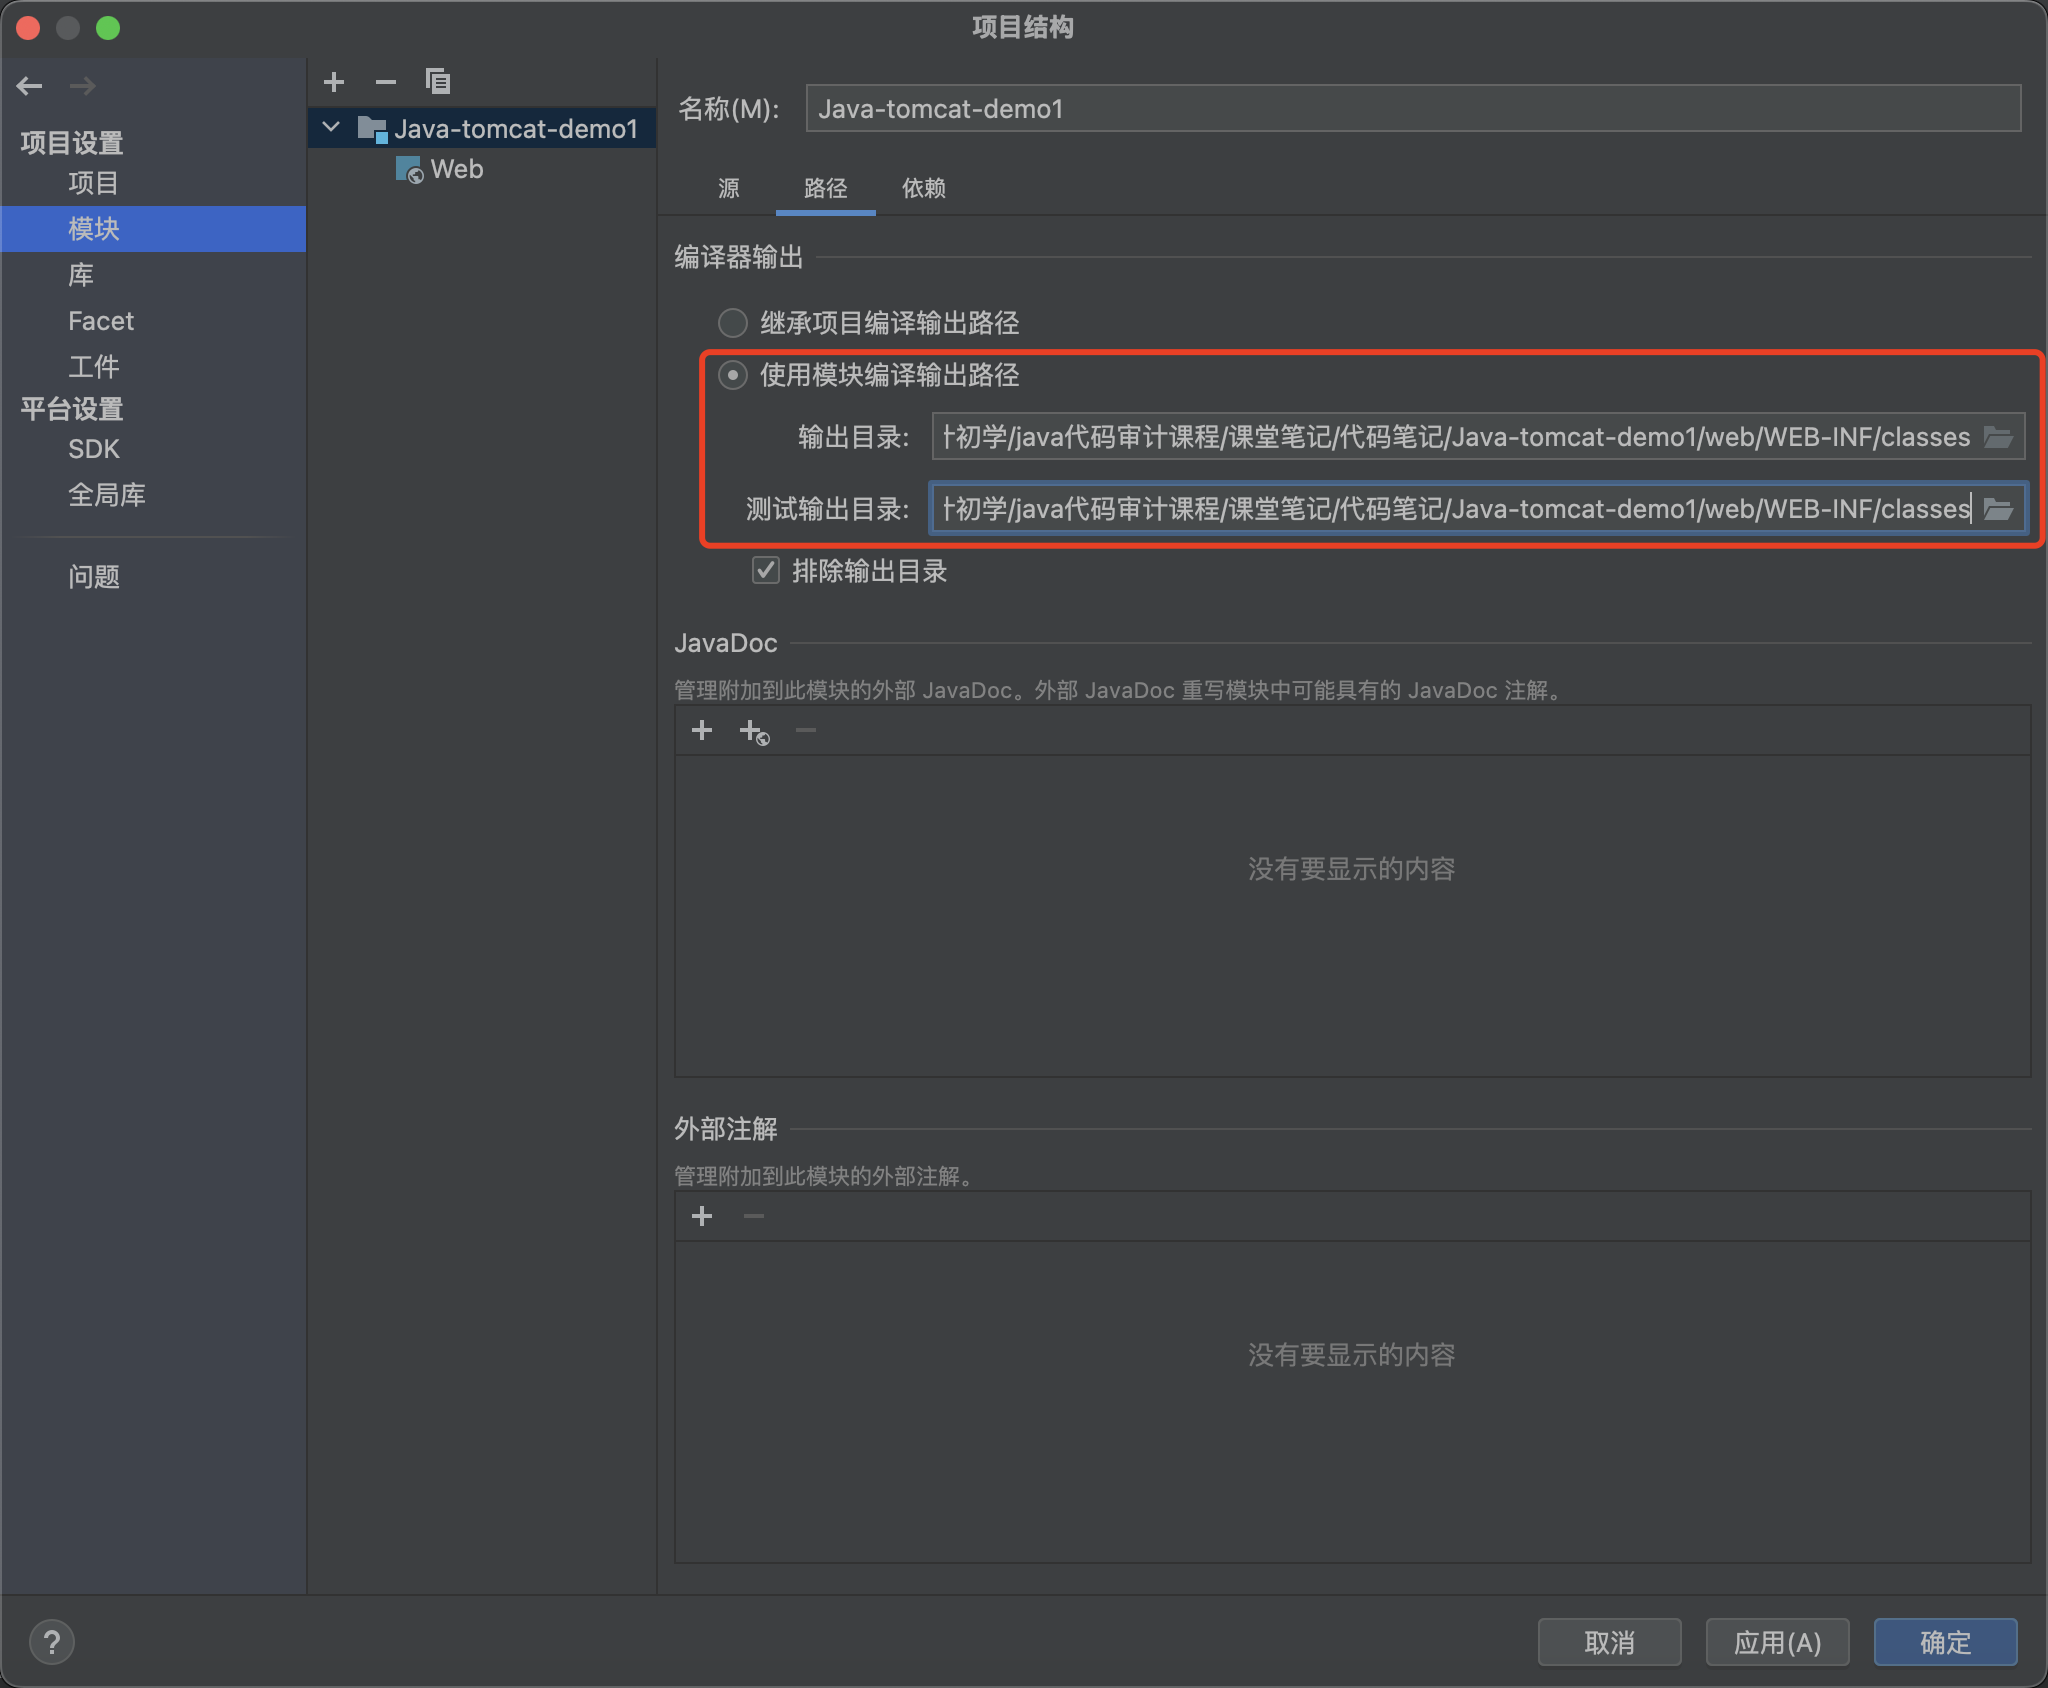 项目结构
项目设置
项目
模块
库
Facet
工件
平台设置
SDK
全局库
问题
Java-tomcat-demo1
Web
名称(M):
Java-tomcat-demo1
源
路径
依赖
编译器输出
继承项目编译输出路径
使用模块编译输出路径
输出目录:
初学/java代码审计课程/课堂笔记/代码笔记/Java-tomcat-demo1/web/WEB-INF/classes
测试输出目录:
初学/java代码审计课程/课堂笔记/代码笔记/Java-tomcat-demo1/web/WEB-INF/classes
排除输出目录
JavaDoc
管理附加到此模块的外部 JavaDoc。外部 JavaDoc 重写模块中可能具有的 JavaDoc 注解。
没有要显示的内容
外部注解
管理附加到此模块的外部注解。
没有要显示的内容
?
取消
应用(A)
确定